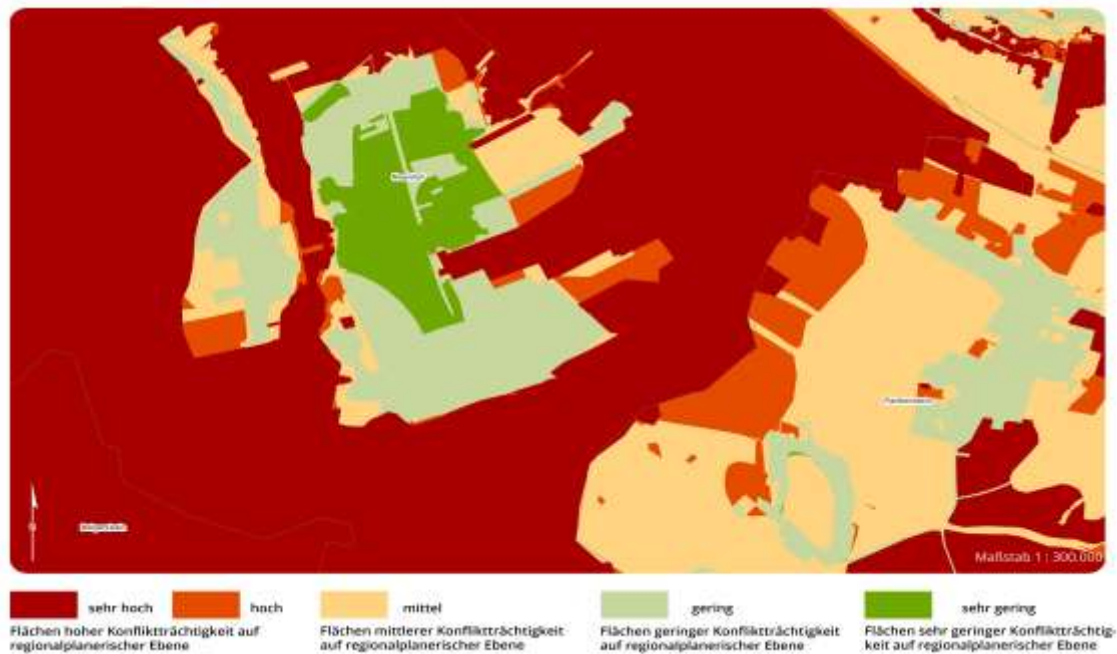 Maßstab 1 : 300.000
sehr hoch
hoch
mittel
gering
sehr gering
Flächen hoher Konfliktträchtigkeit auf
regionalplanerischer Ebene
Flächen mittlerer Konfliktträchtigkeit
auf regionalplanerischer Ebene
Flächen geringer Konfliktträchtigkeit
auf regionalplanerischer Ebene
Flächen sehr geringer Konfliktträchtig-
keit auf regionalplanerischer Ebene